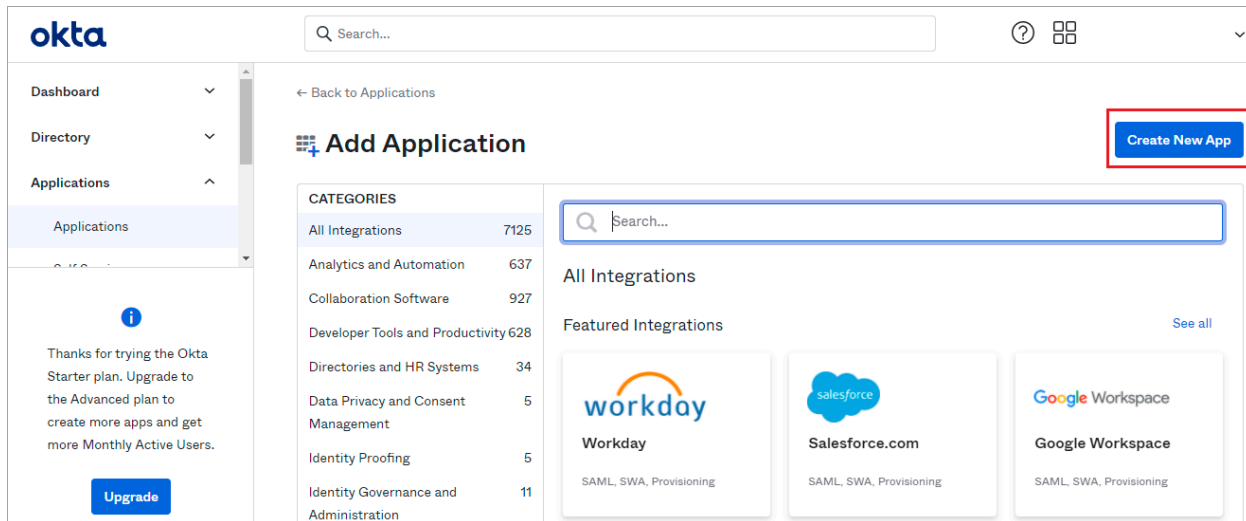 okta
Search...
Dashboard
Directory
Applications
Applications
Thanks for trying the Okta
Starter plan. Upgrade to
the Advanced plan to
create more apps and get
more Monthly Active Users.
Upgrade
← Back to Applications
Add Application
Create New App
CATEGORIES
All Integrations 7125
Analytics and Automation 637
Collaboration Software 927
Developer Tools and Productivity 628
Directories and HR Systems 34
Data Privacy and Consent 5
Management
Identity Proofing 5
Identity Governance and 11
Administration
Search...
All Integrations
Featured Integrations
See all
workday
Workday
SAML, SWA, Provisioning
salesforce
Salesforce.com
SAML, SWA, Provisioning
Google Workspace
Google Workspace
SAML, SWA, Provisioning